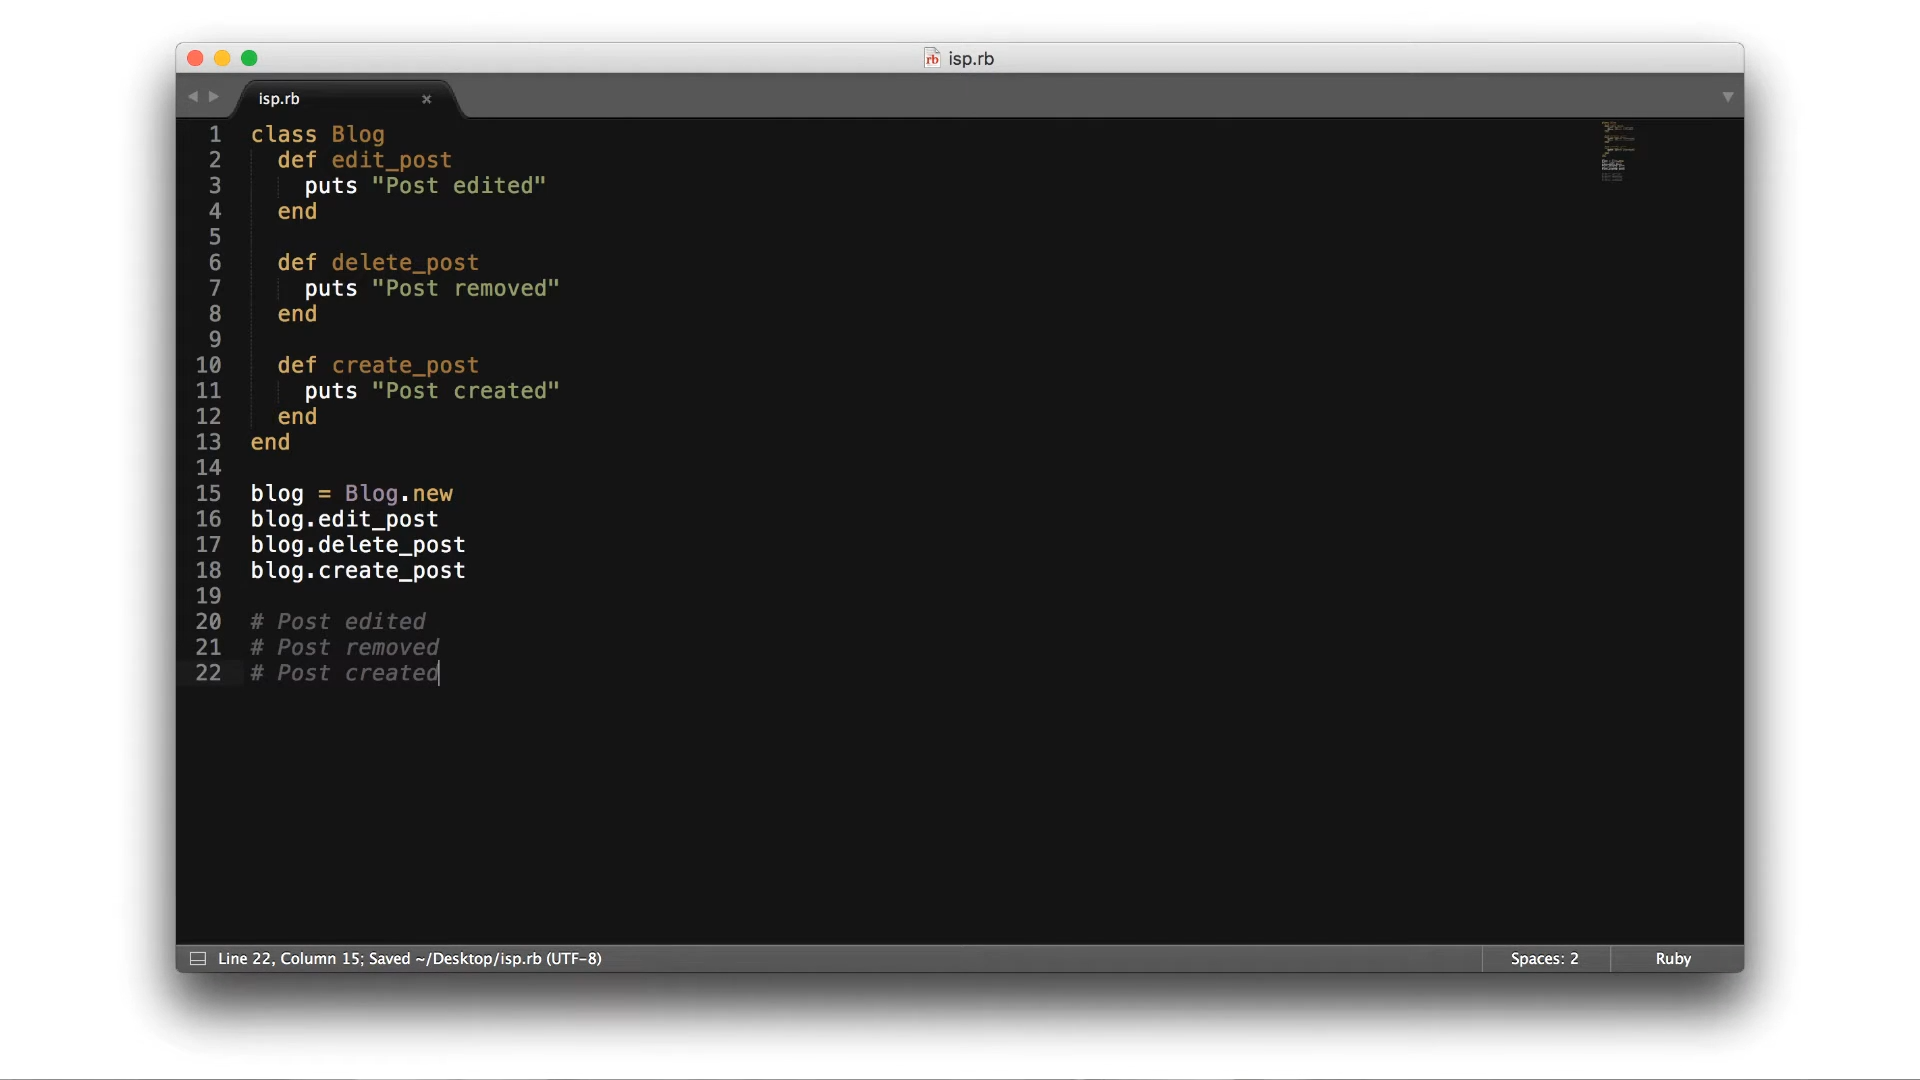 isp.rb
isp.rb ×
1 class Blog
2   def edit_post
3     puts "Post edited"
4   end
5
6   def delete_post
7     puts "Post removed"
8   end
9
10   def create_post
11     puts "Post created"
12   end
13 end
14
15 blog = Blog.new
16 blog.edit_post
17 blog.delete_post
18 blog.create_post
19
20 # Post edited
21 # Post removed
22 # Post created
Line 22, Column 15; Saved ~/Desktop/isp.rb (UTF-8) Spaces: 2 Ruby